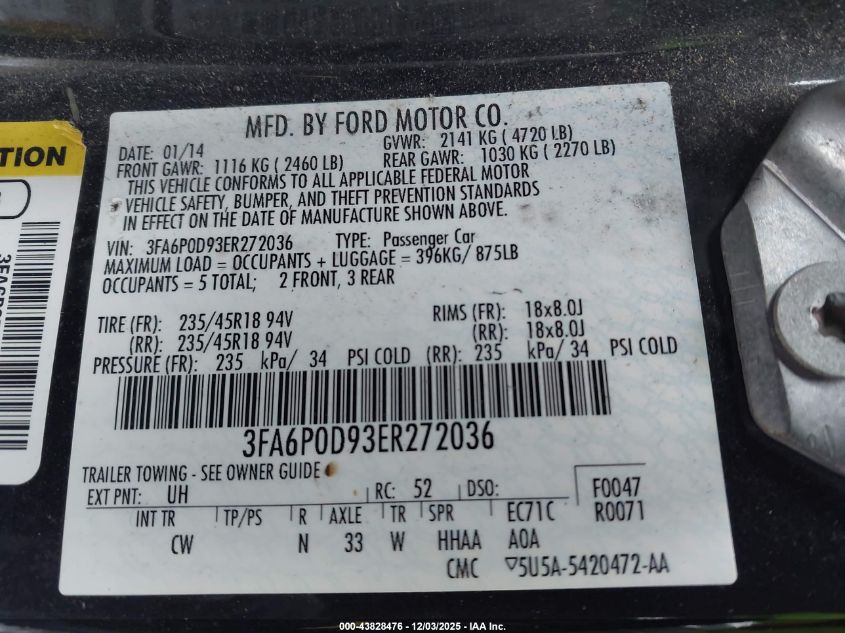 MFD. BY FORD MOTOR CO.
DATE: 01/14 GVWR: 2141 KG ( 4720 LB)
FRONT GAWR: 1116 KG ( 2460 LB) REAR GAWR: 1030 KG ( 2270 LB)
THIS VEHICLE CONFORMS TO ALL APPLICABLE FEDERAL MOTOR
VEHICLE SAFETY, BUMPER, AND THEFT PREVENTION STANDARDS
IN EFFECT ON THE DATE OF MANUFACTURE SHOWN ABOVE.
VIN: 3FA6P0D93ER272036 TYPE: Passenger Car
MAXIMUM LOAD = OCCUPANTS + LUGGAGE = 396KG/ 875LB
OCCUPANTS = 5 TOTAL; 2 FRONT, 3 REAR
TIRE (FR): 235/45R18 94V RIMS (FR): 18x8.0J
(RR): 235/45R18 94V (RR): 18x8.0J
PRESSURE (FR): 235 kPa/ 34 PSI COLD (RR): 235 kPa/ 34 PSI COLD
3FA6P0D93ER272036
TRAILER TOWING - SEE OWNER GUIDE
EXT PNT: UH RC: 52 DSO: F0047
INT TR TP/PS R AXLE TR SPR EC71C R0071
CW N 33 W HHAA A0A
CMC ▽5U5A-5420472-AA
TION
000-43828476 - 12/03/2025 - IAA Inc.